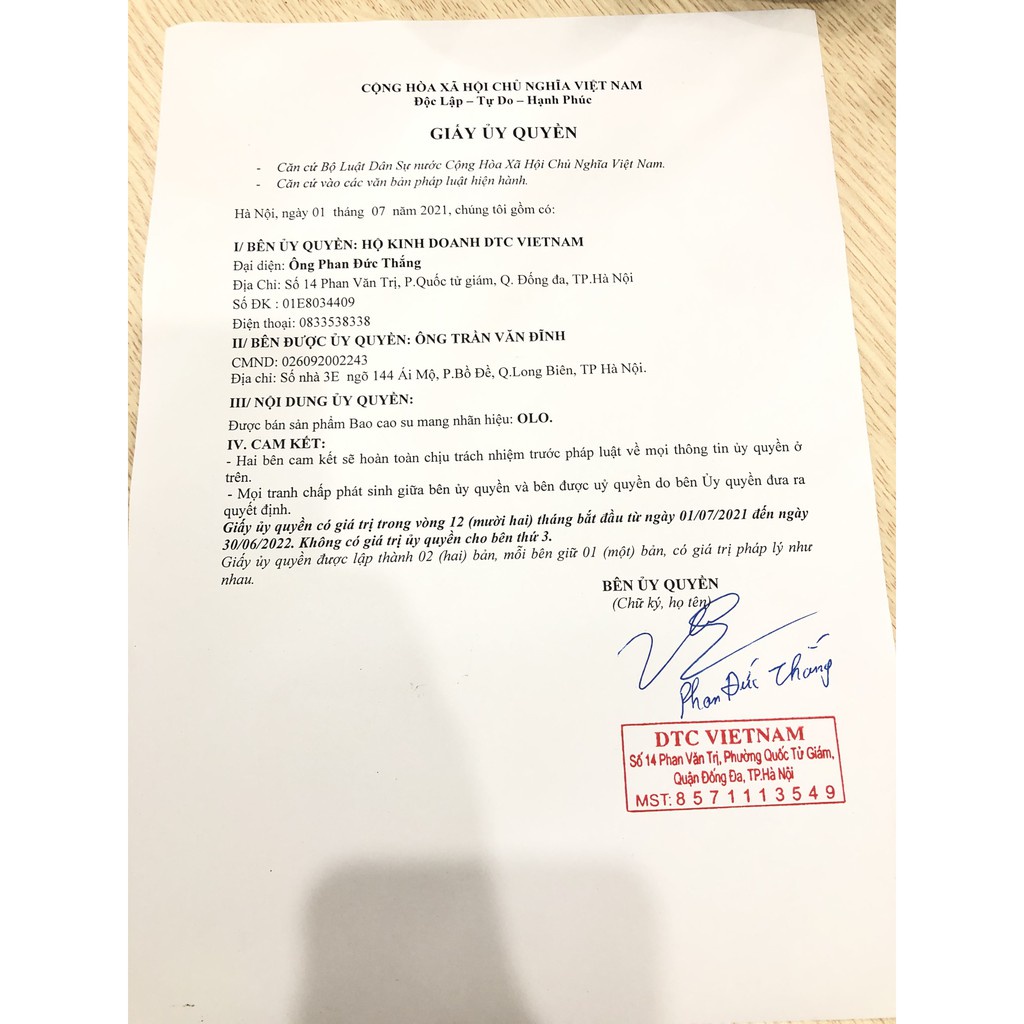 CỘNG HÒA XÃ HỘI CHỦ NGHĨA VIỆT NAM
Độc Lập – Tự Do – Hạnh Phúc
GIẤY ỦY QUYỀN
- Căn cứ Bộ Luật Dân Sự nước Cộng Hòa Xã Hội Chủ Nghĩa Việt Nam.
- Căn cứ vào các văn bản pháp luật hiện hành.
Hà Nội, ngày 01 tháng 07 năm 2021, chúng tôi gồm có:
I/ BÊN ỦY QUYỀN: HỘ KINH DOANH DTC VIETNAM
Đại diện: Ông Phan Đức Thắng
Địa Chỉ: Số 14 Phan Văn Trị, P.Quốc tử giám, Q. Đống đa, TP.Hà Nội
Số ĐK : 01E8034409
Điện thoại: 0833538338
II/ BÊN ĐƯỢC ỦY QUYỀN: ÔNG TRẦN VĂN ĐĨNH
CMND: 026092002243
Địa chỉ: Số nhà 3E ngõ 144 Ái Mộ, P.Bồ Đề, Q.Long Biên, TP Hà Nội.
III/ NỘI DUNG ỦY QUYỀN:
Được bán sản phẩm Bao cao su mang nhãn hiệu: OLO.
IV. CAM KẾT:
- Hai bên cam kết sẽ hoàn toàn chịu trách nhiệm trước pháp luật về mọi thông tin ủy quyền ở
trên.
- Mọi tranh chấp phát sinh giữa bên ủy quyền và bên được uỷ quyền do bên Ủy quyền đưa ra
quyết định.
Giấy ủy quyền có giá trị trong vòng 12 (mười hai) tháng bắt đầu từ ngày 01/07/2021 đến ngày
30/06/2022. Không có giá trị ủy quyền cho bên thứ 3.
Giấy ủy quyền được lập thành 02 (hai) bản, mỗi bên giữ 01 (một) bản, có giá trị pháp lý như
nhau.
BÊN ỦY QUYỀN
(Chữ ký, họ tên)
Phan Đức Thắng
DTC VIETNAM
Số 14 Phan Văn Trị, Phường Quốc Tử Giám,
Quận Đống Đa, TP.Hà Nội
MST: 8571113549